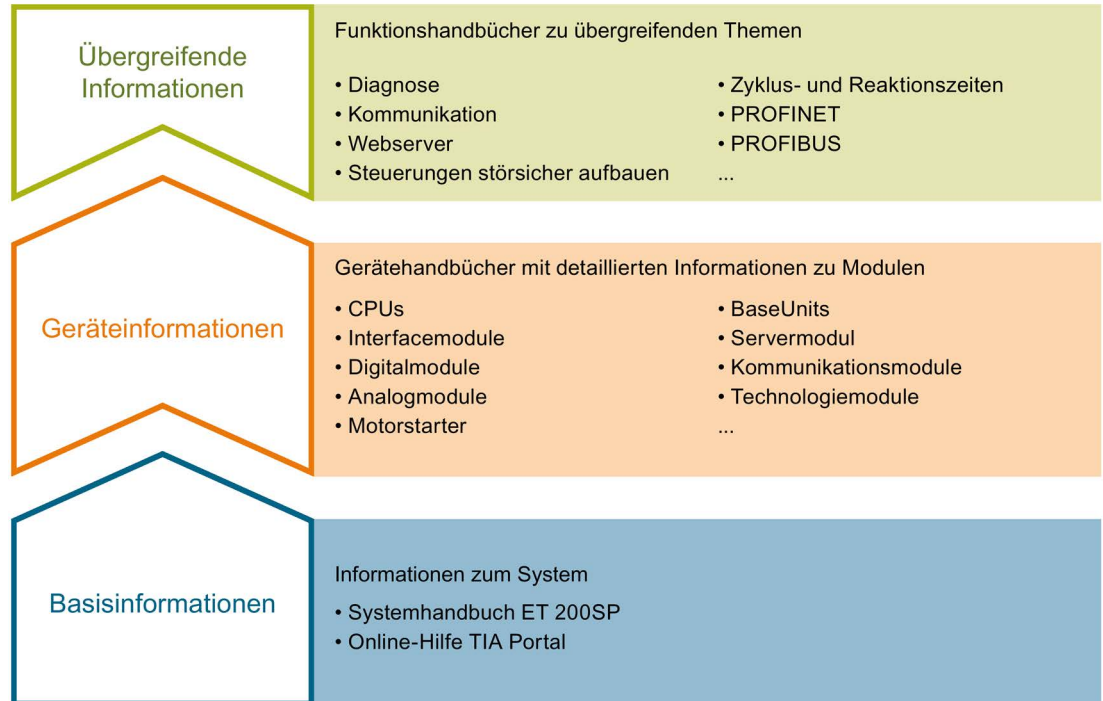 Übergreifende
Informationen
Funktionshandbücher zu übergreifenden Themen
• Diagnose
• Kommunikation
• Webserver
• Steuerungen störsicher aufbauen
• Zyklus- und Reaktionszeiten
• PROFINET
• PROFIBUS
...
Geräteinformationen
Gerätehandbücher mit detaillierten Informationen zu Modulen
• CPUs
• Interfacemodule
• Digitalmodule
• Analogmodule
• Motorstarter
• BaseUnits
• Servermodul
• Kommunikationsmodule
• Technologiemodule
...
Basisinformationen
Informationen zum System
• Systemhandbuch ET 200SP
• Online-Hilfe TIA Portal